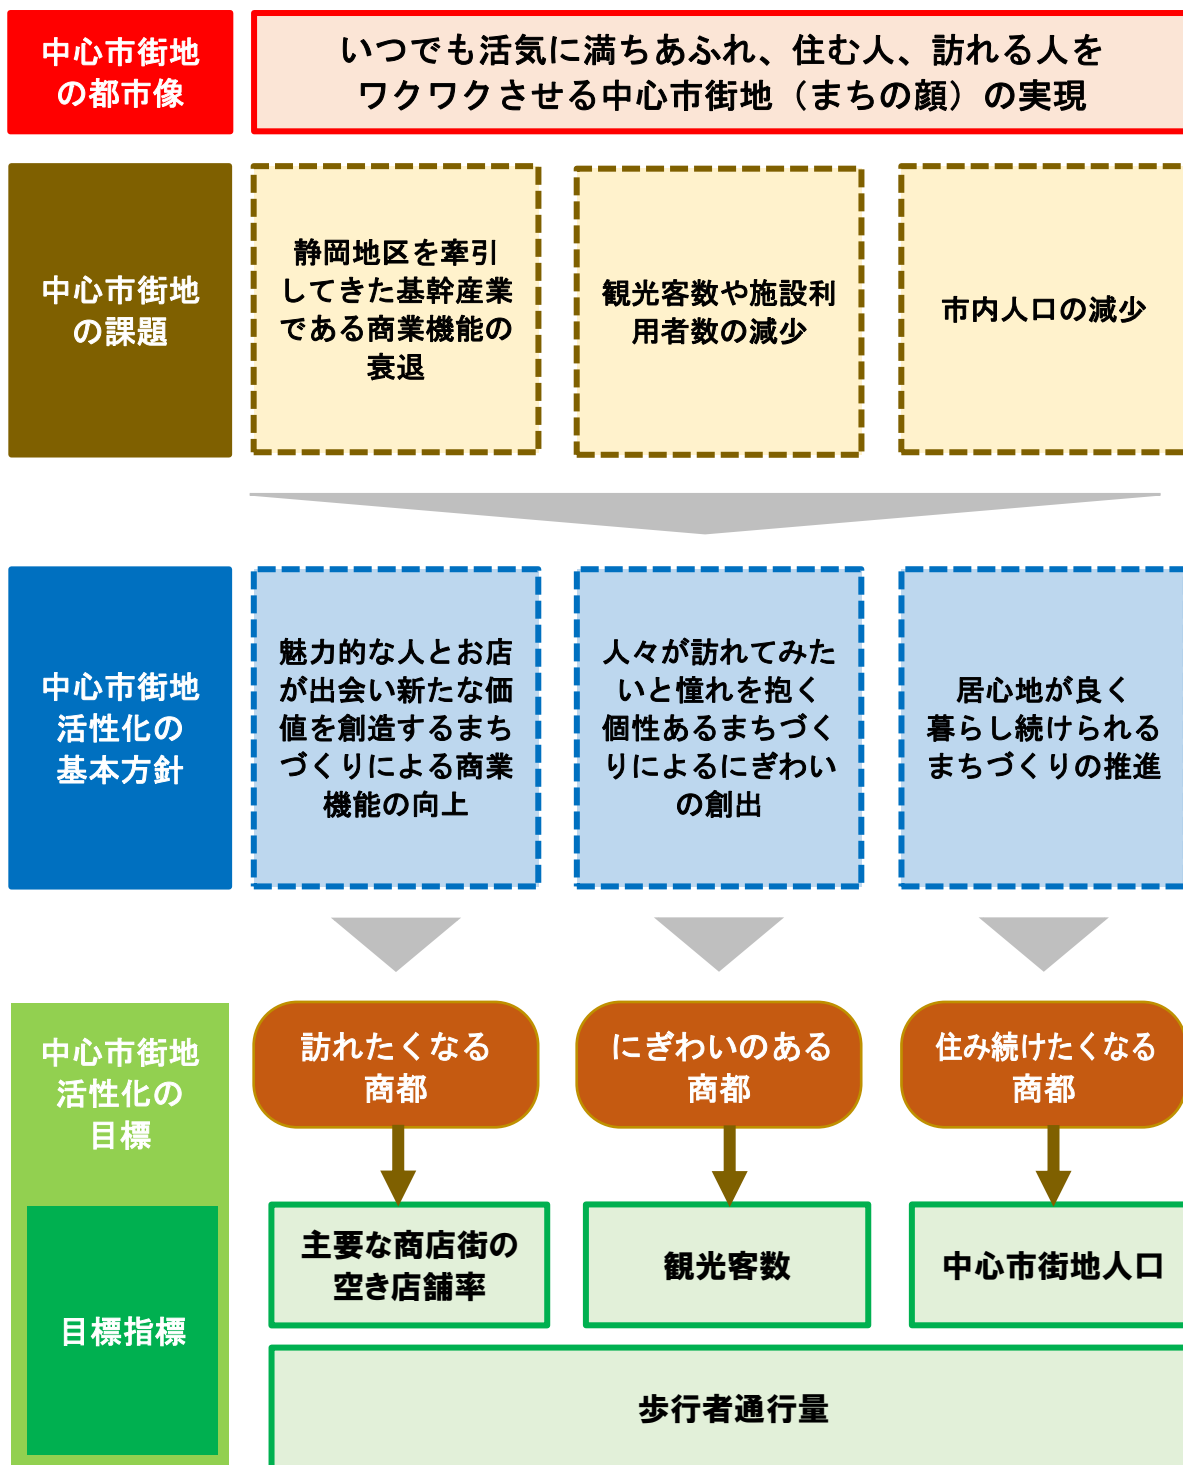 中心市街地
の都市像
いつでも活気に満ちあふれ、住む人、訪れる人を
ワクワクさせる中心市街地（まちの顔）の実現
中心市街地
の課題
静岡地区を牽引
してきた基幹産業
である商業機能の
衰退
観光客数や施設利
用者数の減少
市内人口の減少
中心市街地
活性化の
基本方針
魅力的な人とお店
が出会い新たな価
値を創造するまち
づくりによる商業
機能の向上
人々が訪れてみた
いと憧れを抱く
個性あるまちづく
りによるにぎわい
の創出
居心地が良く
暮らし続けられる
まちづくりの推進
中心市街地
活性化の
目標
訪れたくなる
商都
にぎわいのある
商都
住み続けたくなる
商都
目標指標
主要な商店街の
空き店舗率
観光客数
中心市街地人口
歩行者通行量